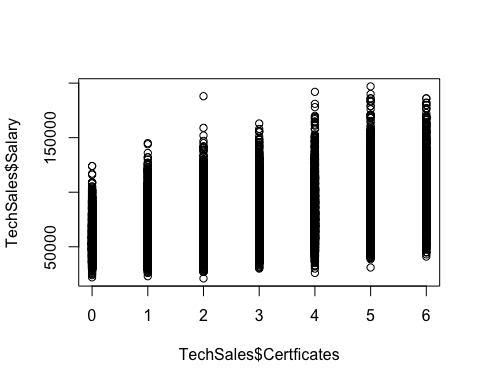 TechSales$Salary
150000
50000
0 1 2 3 4 5 6
TechSales$Certficates